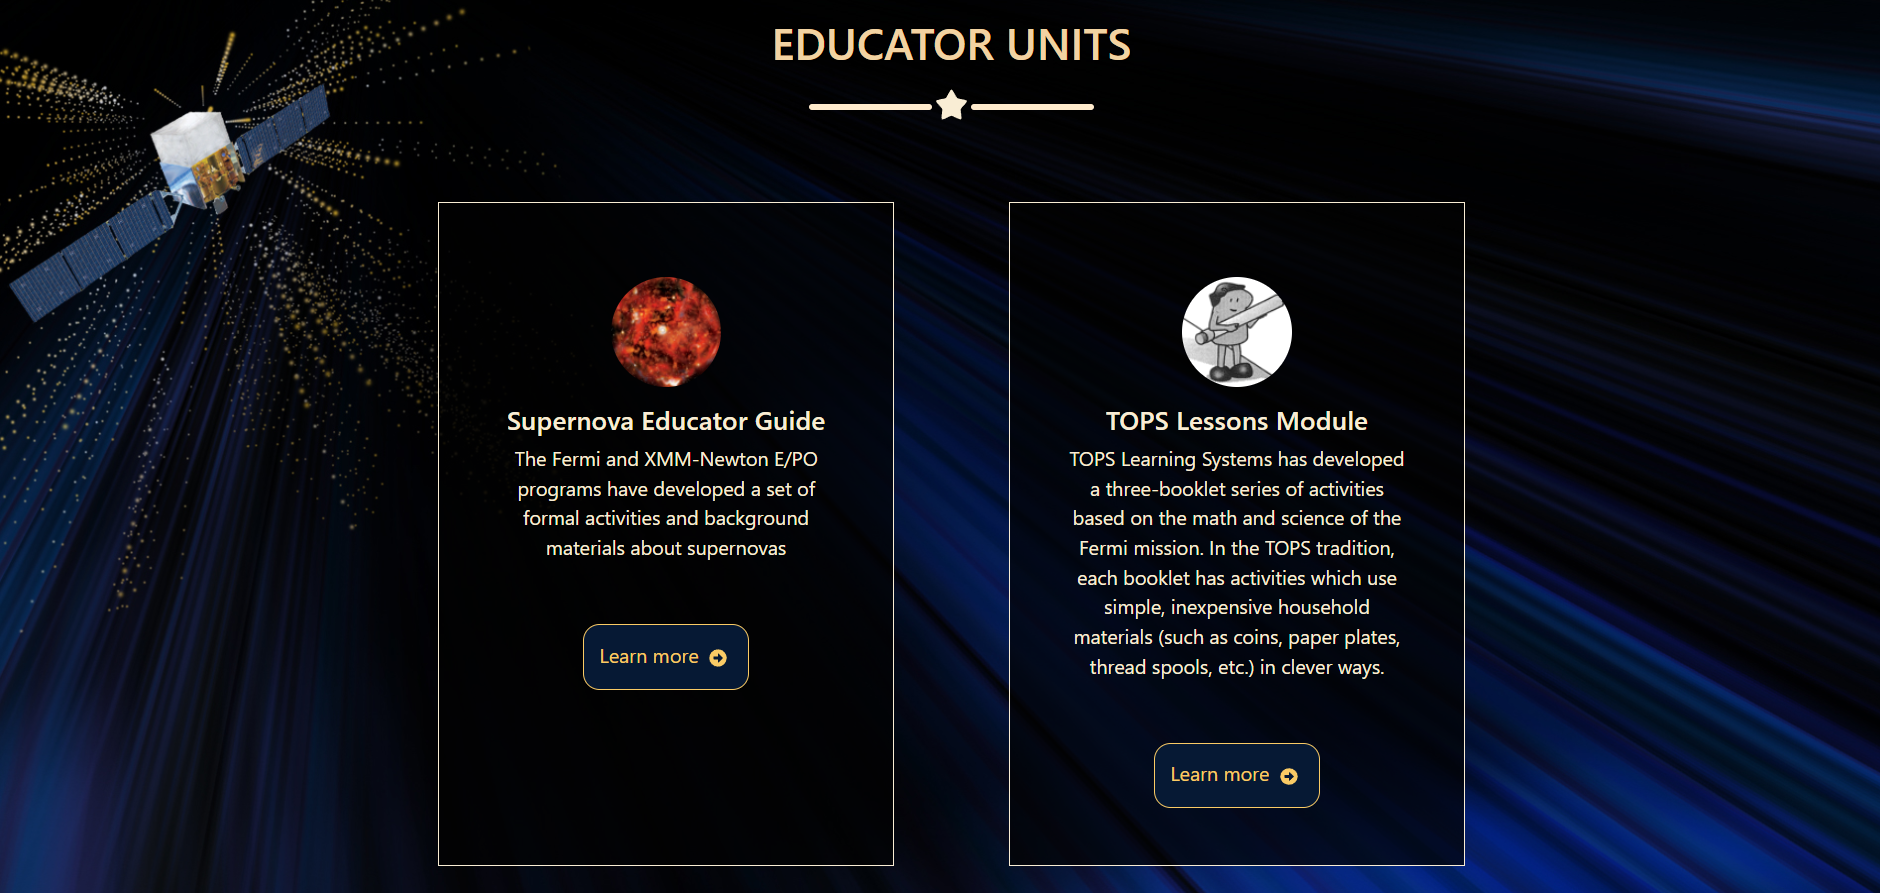 EDUCATOR UNITS
Supernova Educator Guide
The Fermi and XMM-Newton E/PO
programs have developed a set of
formal activities and background
materials about supernovas
Learn more
TOPS Lessons Module
TOPS Learning Systems has developed
a three-booklet series of activities
based on the math and science of the
Fermi mission. In the TOPS tradition,
each booklet has activities which use
simple, inexpensive household
materials (such as coins, paper plates,
thread spools, etc.) in clever ways.
Learn more